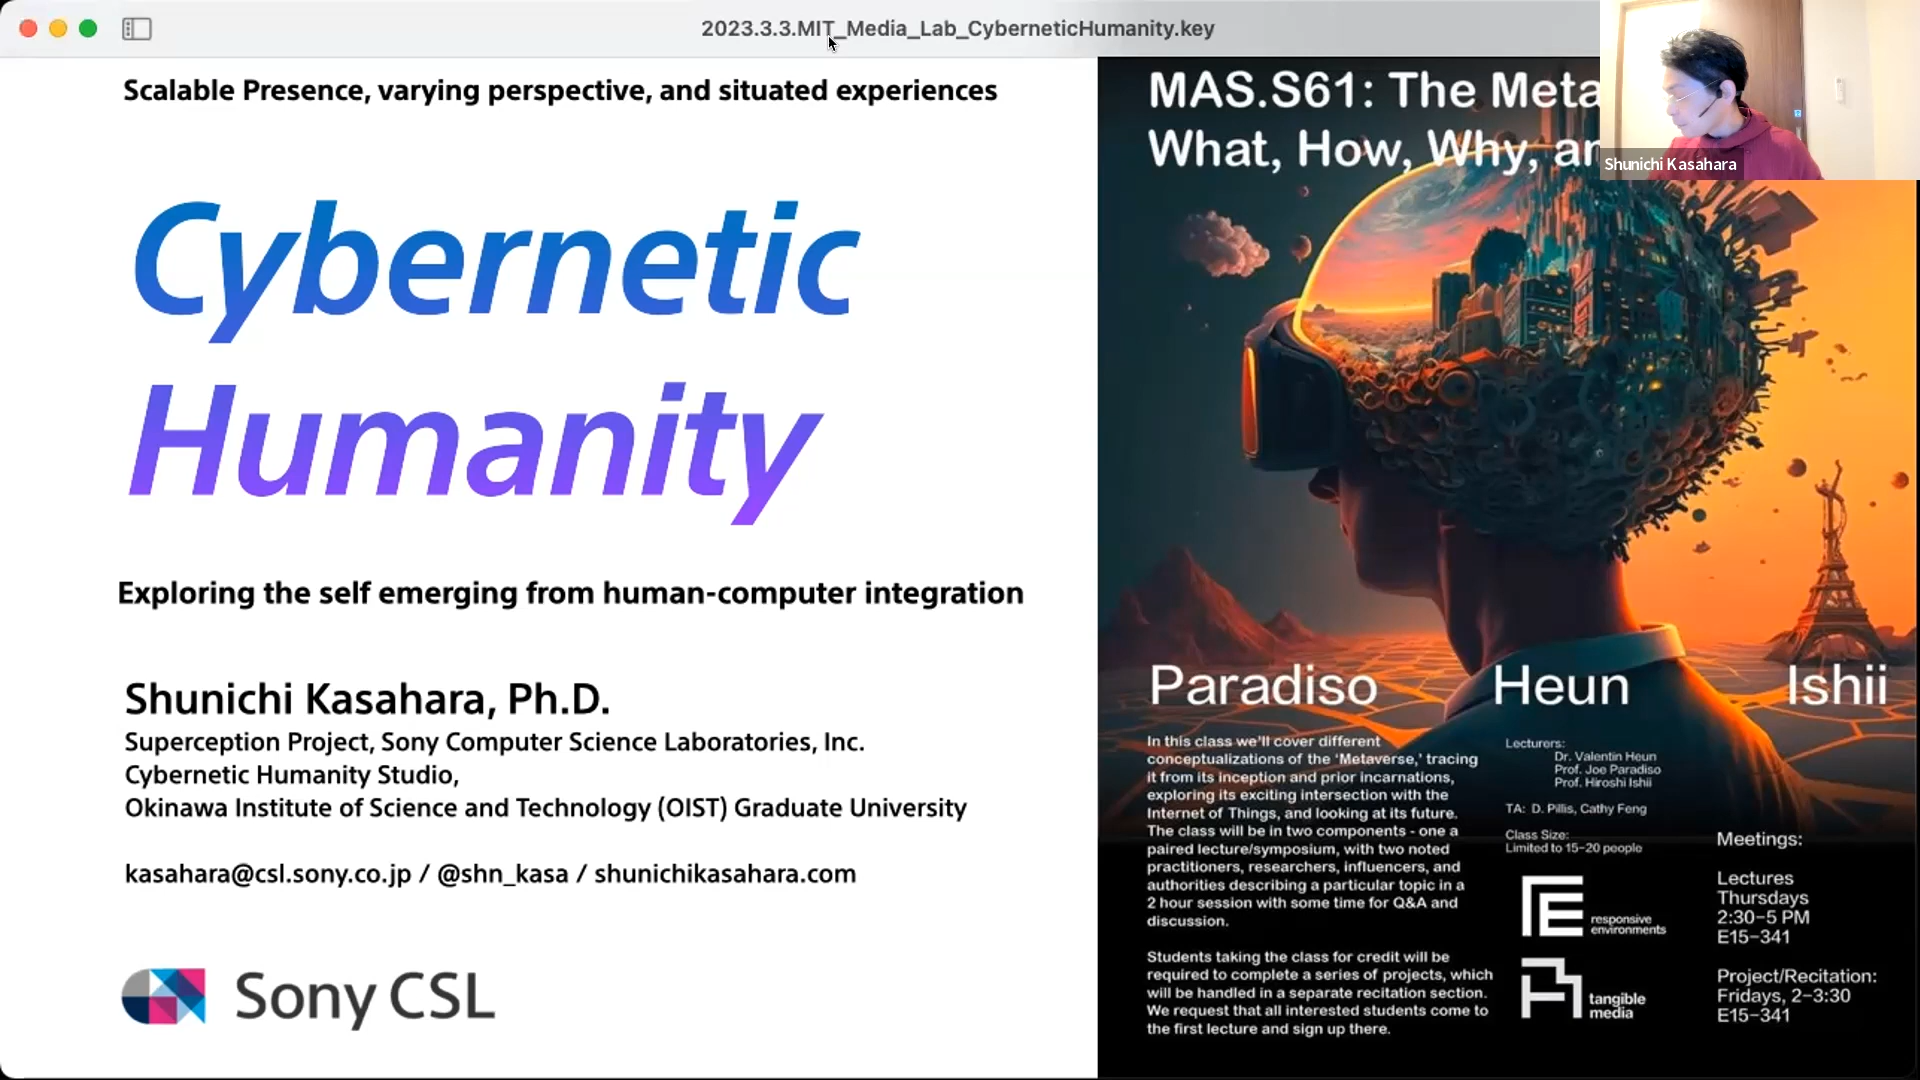 2023.3.3.MIT_Media_Lab_CyberneticHumanity.key
Scalable Presence, varying perspective, and situated experiences
Cybernetic
Humanity
Exploring the self emerging from human-computer integration
Shunichi Kasahara, Ph.D.
Superception Project, Sony Computer Science Laboratories, Inc.
Cybernetic Humanity Studio,
Okinawa Institute of Science and Technology (OIST) Graduate University
kasahara@csl.sony.co.jp / @shn_kasa / shunichikasahara.com
Sony CSL
MAS.S61: The Meta
What, How, Why, an
Shunichi Kasahara
Paradiso Heun Ishii
In this class we'll cover different
conceptualizations of the 'Metaverse,' tracing
it from its inception and prior incarnations,
exploring its exciting intersection with the
Internet of Things, and looking at its future.
The class will be in two components - one a
paired lecture/symposium, with two noted
practitioners, researchers, influencers, and
authorities describing a particular topic in a
2 hour session with some time for Q&A and
discussion.
Students taking the class for credit will be
required to complete a series of projects, which
will be handled in a separate recitation section.
We request that all interested students come to
the first lecture and sign up there.
Lecturers:
Dr. Valentin Heun
Prof. Joe Paradiso
Prof. Hiroshi Ishii
TA: D. Pillis, Cathy Feng
Class Size:
Limited to 15-20 people
responsive
environments
tangible
media
Meetings:
Lectures
Thursdays
2:30-5 PM
E15-341
Project/Recitation:
Fridays, 2-3:30
E15-341